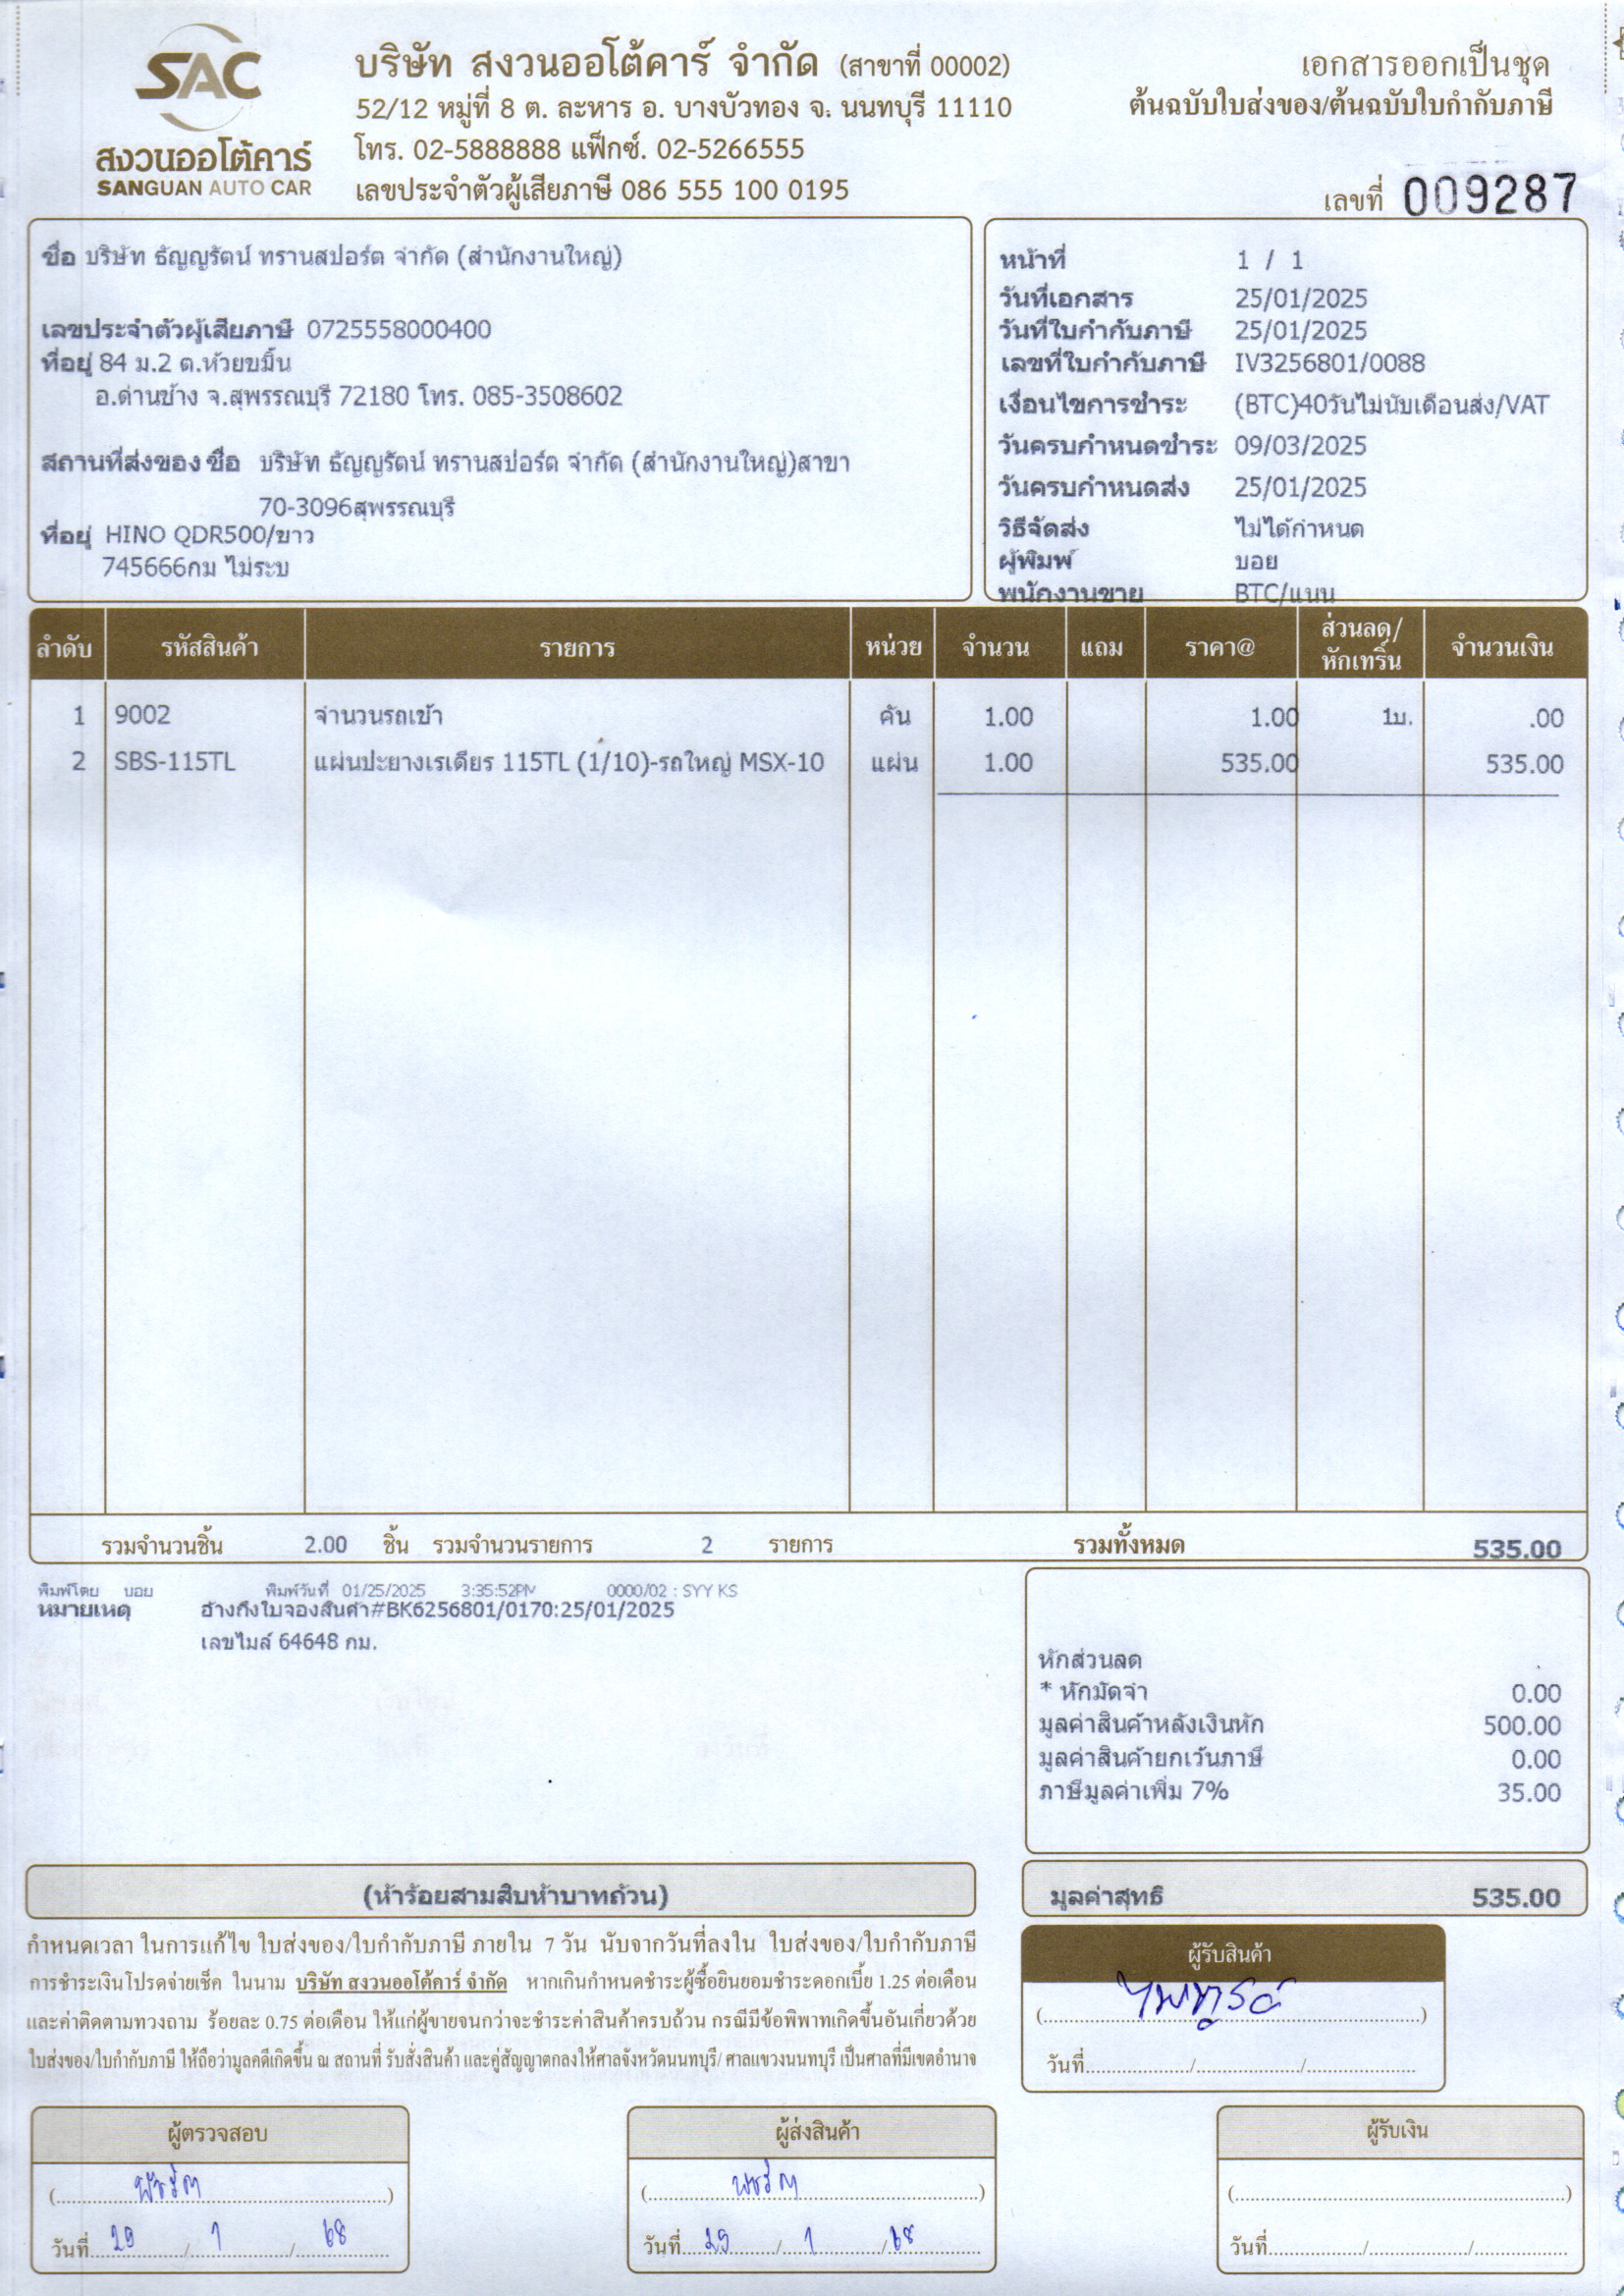 SAC
สงวนออโต้คาร์
SANGUAN AUTO CAR
บริษัท สงวนออโต้คาร์ จำกัด (สาขาที่ 00002)
52/12 หมู่ที่ 8 ต. ละหาร อ. บางบัวทอง จ. นนทบุรี 11110
โทร. 02-5888888 แฟ็กซ์. 02-5266555
เลขประจำตัวผู้เสียภาษี 086 555 100 0195
เอกสารออกเป็นชุด
ต้นฉบับใบส่งของ/ต้นฉบับใบกำกับภาษี
เลขที่ 009287
ชื่อ บริษัท ธัญญรัตน์ ทรานสปอร์ต จำกัด (สำนักงานใหญ่)
เลขประจำตัวผู้เสียภาษี 0725558000400
ที่อยู่ 84 ม.2 ต.ห้วยขมิ้น
อ.ด่านช้าง จ.สุพรรณบุรี 72180 โทร. 085-3508602
สถานที่ส่งของ ชื่อ บริษัท ธัญญรัตน์ ทรานสปอร์ต จำกัด (สำนักงานใหญ่)สาขา
70-3096สุพรรณบุรี
ที่อยู่ HINO QDR500/ขาว
745666กม ไม่ระบ
หน้าที่ 1 / 1
วันที่เอกสาร 25/01/2025
วันที่ใบกำกับภาษี 25/01/2025
เลขที่ใบกำกับภาษี IV3256801/0088
เงื่อนไขการชำระ (BTC)40วันไม่นับเดือนส่ง/VAT
วันครบกำหนดชำระ 09/03/2025
วันครบกำหนดส่ง 25/01/2025
วิธีจัดส่ง ไม่ได้กำหนด
ผู้พิมพ์ บอย
พนักงานขาย BTC/แนน
ลำดับ รหัสสินค้า รายการ หน่วย จำนวน แถม ราคา@ ส่วนลด/หักเทริ์น จำนวนเงิน
1 9002 จำนวนรถเข้า คัน 1.00 1.00 1บ. .00
2 SBS-115TL แผ่นปะยางเรเดียร 115TL (1/10)-รถใหญ่ MSX-10 แผ่น 1.00 535.00 535.00
รวมจำนวนชิ้น 2.00 ชิ้น รวมจำนวนรายการ 2 รายการ รวมทั้งหมด 535.00
พิมพ์โดย บอย พิมพ์วันที่ 01/25/2025 3:35:52PM 0000/02 : SYY KS
หมายเหตุ อ้างถึงใบจองสินค้า#BK6256801/0170:25/01/2025
เลขไมล์ 64648 กม.
หักส่วนลด .
* หักมัดจำ 0.00
มูลค่าสินค้าหลังเงินหัก 500.00
มูลค่าสินค้ายกเว้นภาษี 0.00
ภาษีมูลค่าเพิ่ม 7% 35.00
(ห้าร้อยสามสิบห้าบาทถ้วน)
มูลค่าสุทธิ 535.00
กำหนดเวลา ในการแก้ไข ใบส่งของ/ใบกำกับภาษี ภายใน 7 วัน นับจากวันที่ลงใน ใบส่งของ/ใบกำกับภาษี
การชำระเงินโปรดจ่ายเช็ค ในนาม บริษัท สงวนออโต้คาร์ จำกัด หากเกินกำหนดชำระผู้ซื้อยินยอมชำระดอกเบี้ย 1.25 ต่อเดือน
และค่าติดตามทวงถาม ร้อยละ 0.75 ต่อเดือน ให้แก่ผู้ขายจนกว่าจะชำระค่าสินค้าครบถ้วน กรณีมีข้อพิพาทเกิดขึ้นอันเกี่ยวด้วย
ใบส่งของ/ใบกำกับภาษี ให้ถือว่ามูลคดีเกิดขึ้น ณ สถานที่ รับสั่งสินค้า และคู่สัญญาตกลงให้ศาลจังหวัดนนทบุรี/ ศาลแขวงนนทบุรี เป็นศาลที่มีเขตอำนาจ
ผู้รับสินค้า
ไพฑูรย์
วันที่
ผู้ตรวจสอบ
วันที่ 29 / 1 / 68
ผู้ส่งสินค้า
วันที่ 29 / 1 / 68
ผู้รับเงิน
วันที่